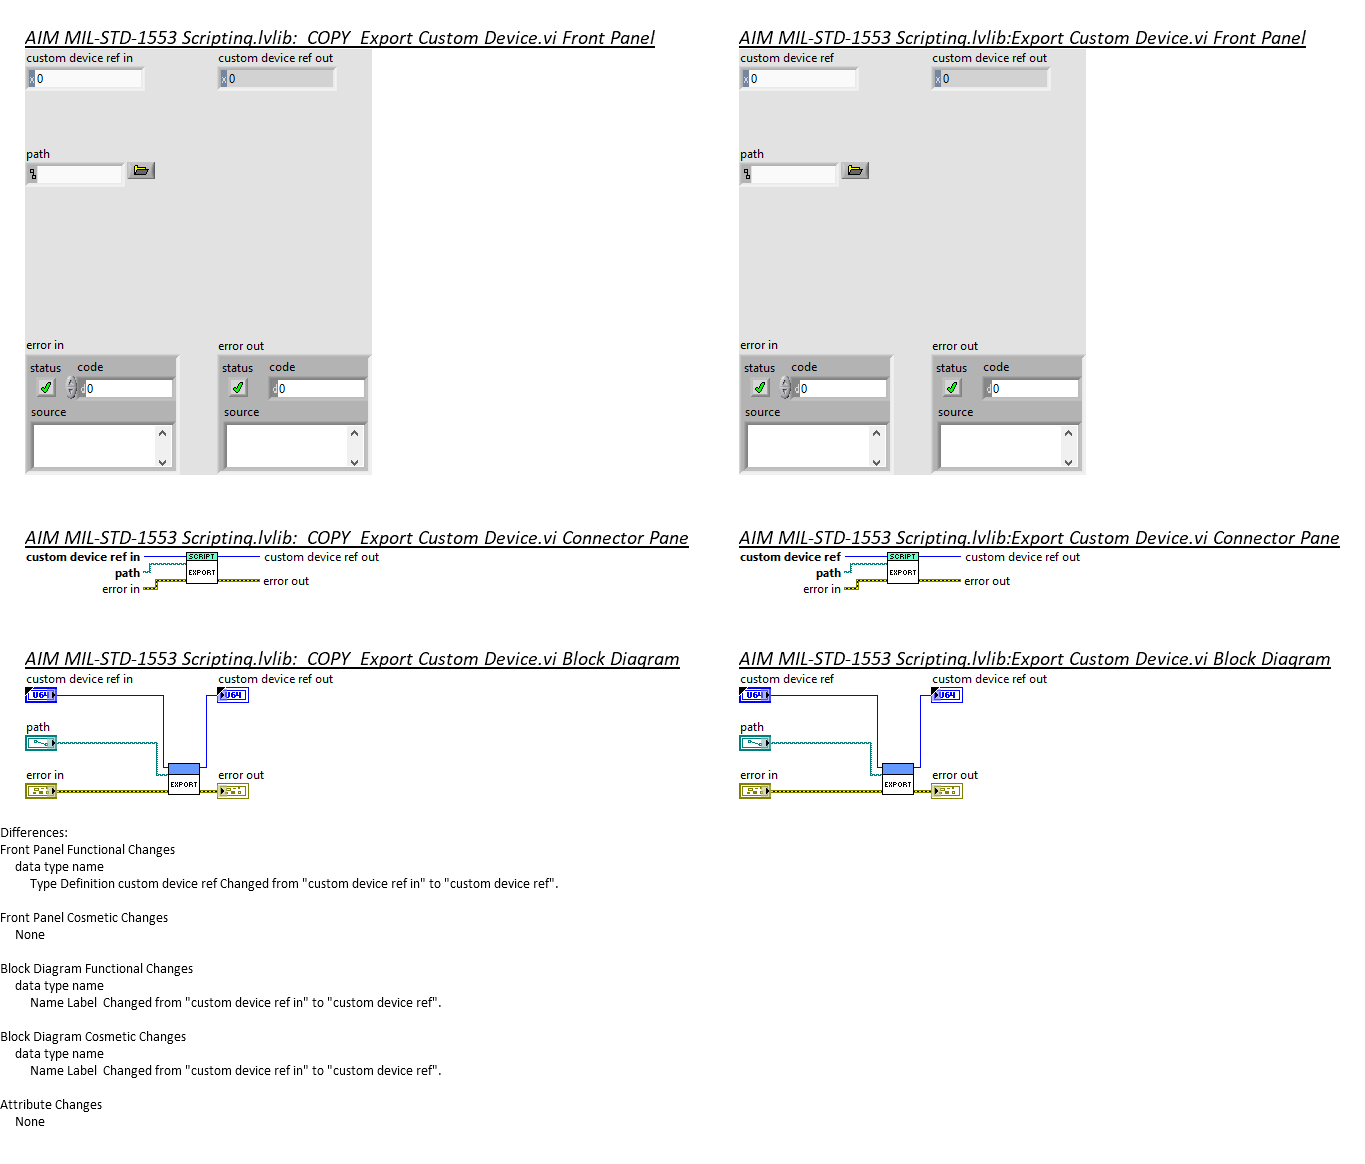 AIM MIL-STD-1553 Scripting.lvlib:  COPY  Export Custom Device.vi Front Panel
custom device ref in
custom device ref out
x 0
x 0
path
error in
error out
status
code
status
code
d 0
d 0
source
source
AIM MIL-STD-1553 Scripting.lvlib:Export Custom Device.vi Front Panel
custom device ref
custom device ref out
x 0
x 0
path
error in
error out
status
code
status
code
d 0
d 0
source
source
AIM MIL-STD-1553 Scripting.lvlib:  COPY  Export Custom Device.vi Connector Pane
custom device ref in
SCRIPT
custom device ref out
path
EXPORT
error in
error out
AIM MIL-STD-1553 Scripting.lvlib:Export Custom Device.vi Connector Pane
custom device ref
SCRIPT
custom device ref out
path
EXPORT
error in
error out
AIM MIL-STD-1553 Scripting.lvlib:  COPY  Export Custom Device.vi Block Diagram
custom device ref in
custom device ref out
U64
U64
path
error in
EXPORT
error out
AIM MIL-STD-1553 Scripting.lvlib:Export Custom Device.vi Block Diagram
custom device ref
custom device ref out
U64
U64
path
error in
EXPORT
error out
Differences:
Front Panel Functional Changes
data type name
Type Definition custom device ref Changed from "custom device ref in" to "custom device ref".
Front Panel Cosmetic Changes
None
Block Diagram Functional Changes
data type name
Name Label  Changed from "custom device ref in" to "custom device ref".
Block Diagram Cosmetic Changes
data type name
Name Label  Changed from "custom device ref in" to "custom device ref".
Attribute Changes
None